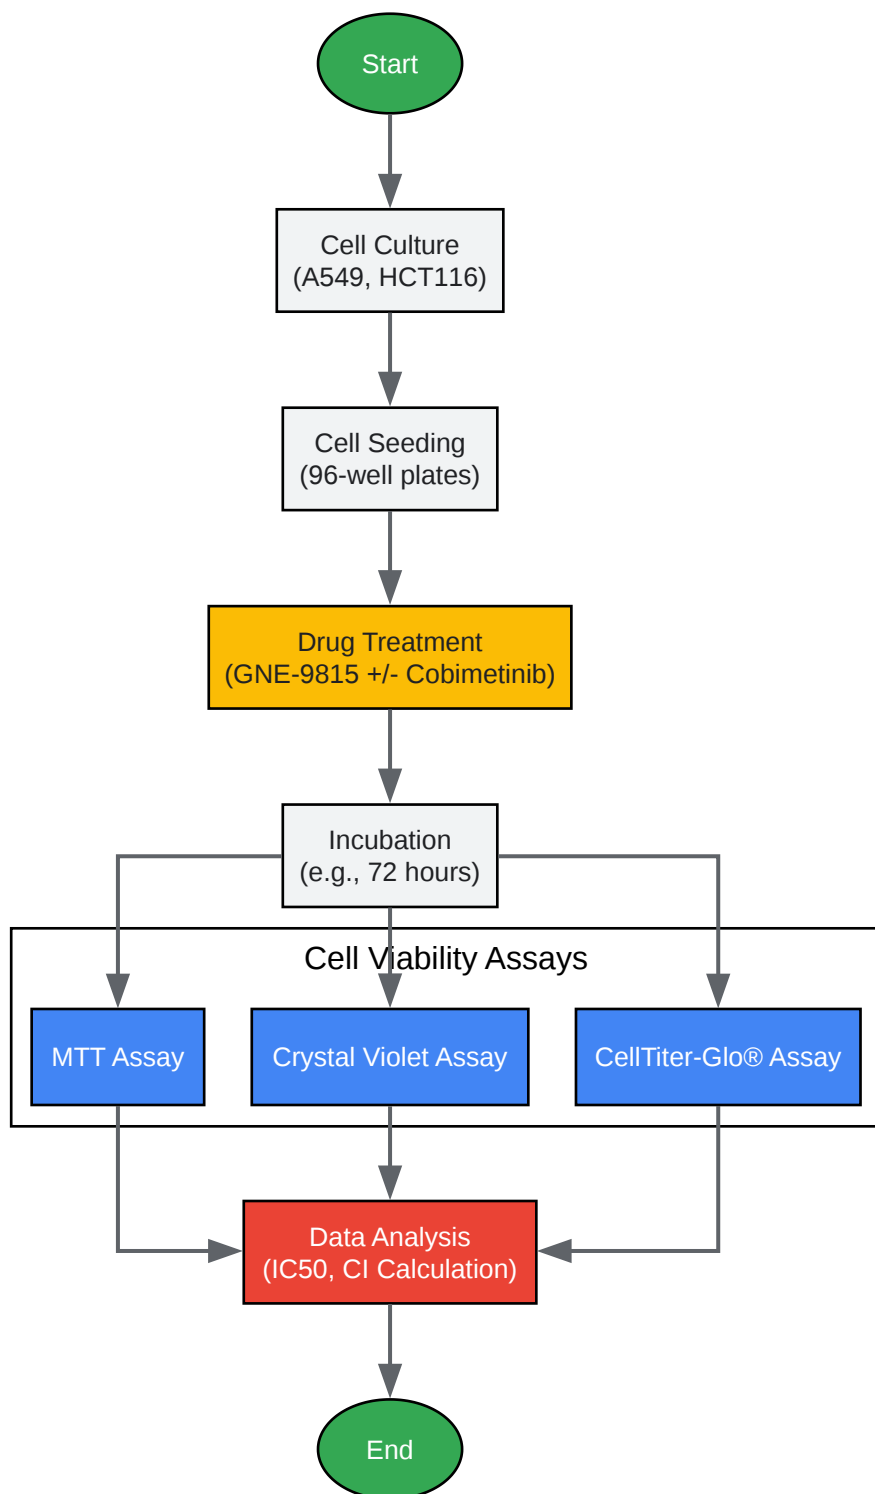 Start
Cell Culture
(A549, HCT116)
Cell Seeding
(96-well plates)
Drug Treatment
(GNE-9815 +/- Cobimetinib)
Incubation
(e.g., 72 hours)
Cell Viability Assays
MTT Assay
Crystal Violet Assay
CellTiter-Glo® Assay
Data Analysis
(IC50, CI Calculation)
End